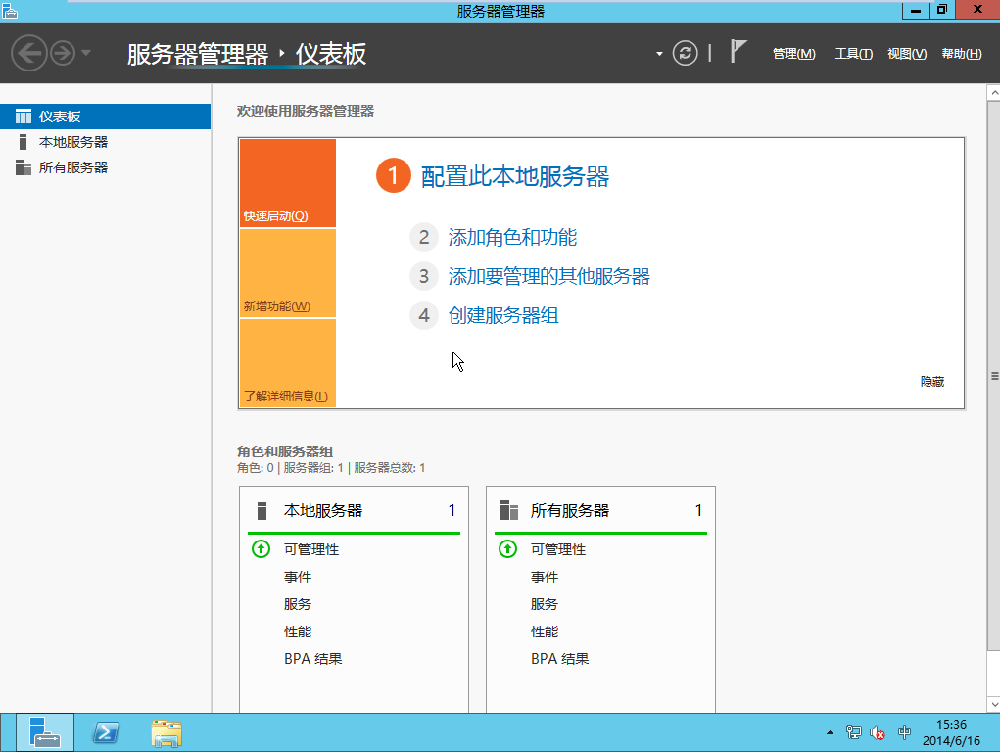 服务器管理器
服务器管理器 ‣ 仪表板
管理(M) 工具(T) 视图(V) 帮助(H)
仪表板
本地服务器
所有服务器
欢迎使用服务器管理器
快速启动(Q)
新增功能(W)
了解详细信息(L)
1 配置此本地服务器
2 添加角色和功能
3 添加要管理的其他服务器
4 创建服务器组
隐藏
角色和服务器组
角色: 0 | 服务器组: 1 | 服务器总数: 1
本地服务器 1
可管理性
事件
服务
性能
BPA 结果
所有服务器 1
可管理性
事件
服务
性能
BPA 结果
中
15:36
2014/6/16